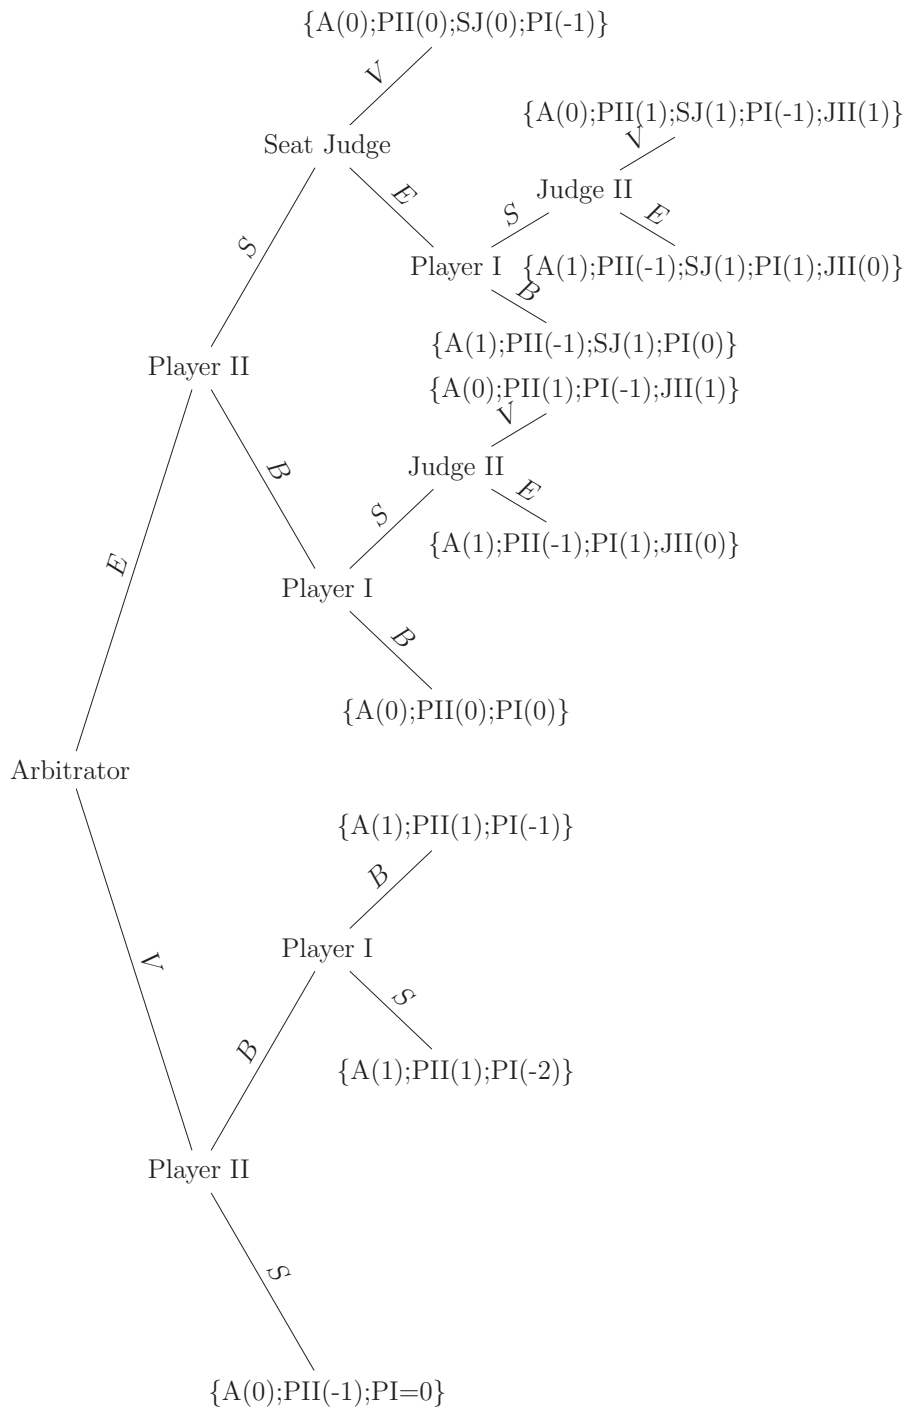 {A(0);PII(0);SJ(0);PI(-1)}
V
{A(0);PII(1);SJ(1);PI(-1);JII(1)}
Seat Judge
V
Judge II
E
S
E
S
Player I
{A(1);PII(-1);SJ(1);PI(1);JII(0)}
B
{A(1);PII(-1);SJ(1);PI(0)}
Player II
{A(0);PII(1);PI(-1);JII(1)}
V
Judge II
B
E
S
{A(1);PII(-1);PI(1);JII(0)}
E
Player I
B
{A(0);PII(0);PI(0)}
Arbitrator
{A(1);PII(1);PI(-1)}
B
Player I
V
S
B
{A(1);PII(1);PI(-2)}
Player II
S
{A(0);PII(-1);PI=0}